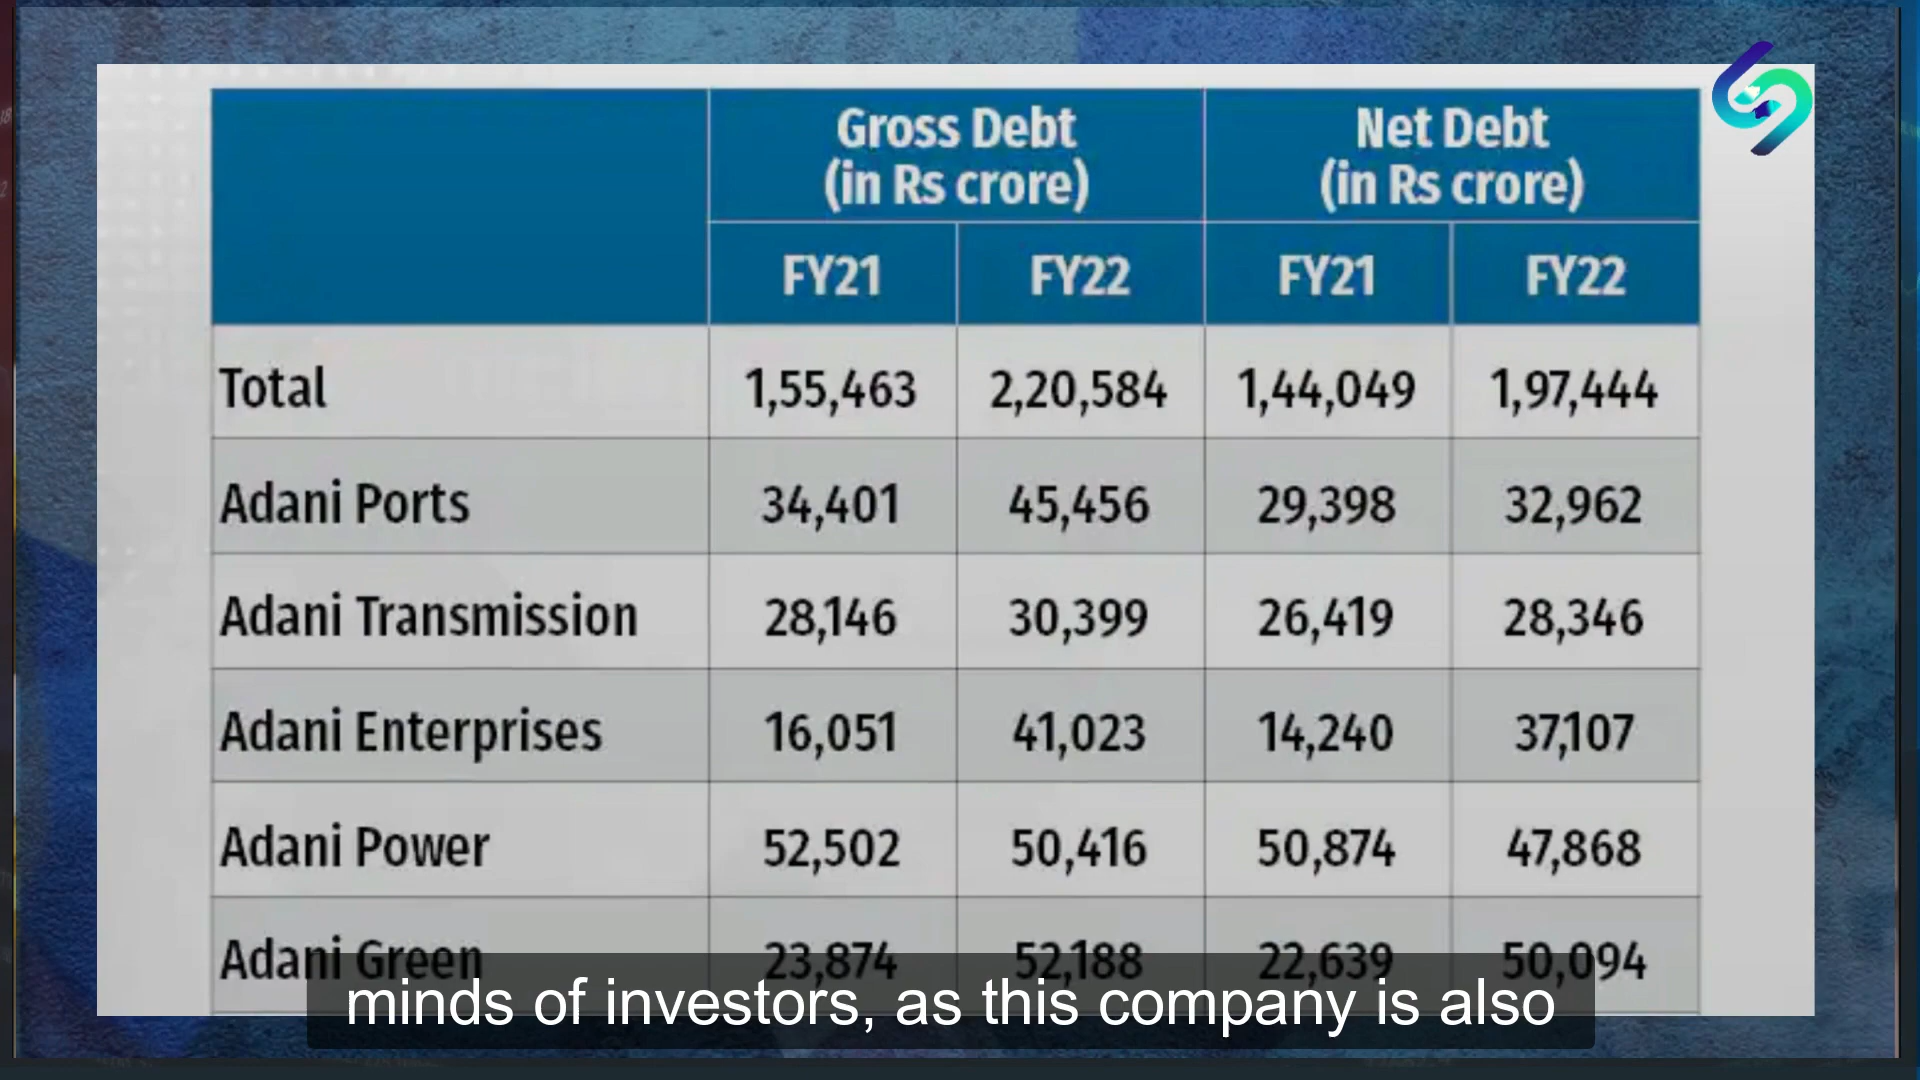 Gross Debt
(in Rs crore)
Net Debt
(in Rs crore)
FY21 FY22 FY21 FY22
Total 1,55,463 2,20,584 1,44,049 1,97,444
Adani Ports 34,401 45,456 29,398 32,962
Adani Transmission 28,146 30,399 26,419 28,346
Adani Enterprises 16,051 41,023 14,240 37,107
Adani Power 52,502 50,416 50,874 47,868
Adani Green 23,874 52,188 22,639 50,094
minds of investors, as this company is also